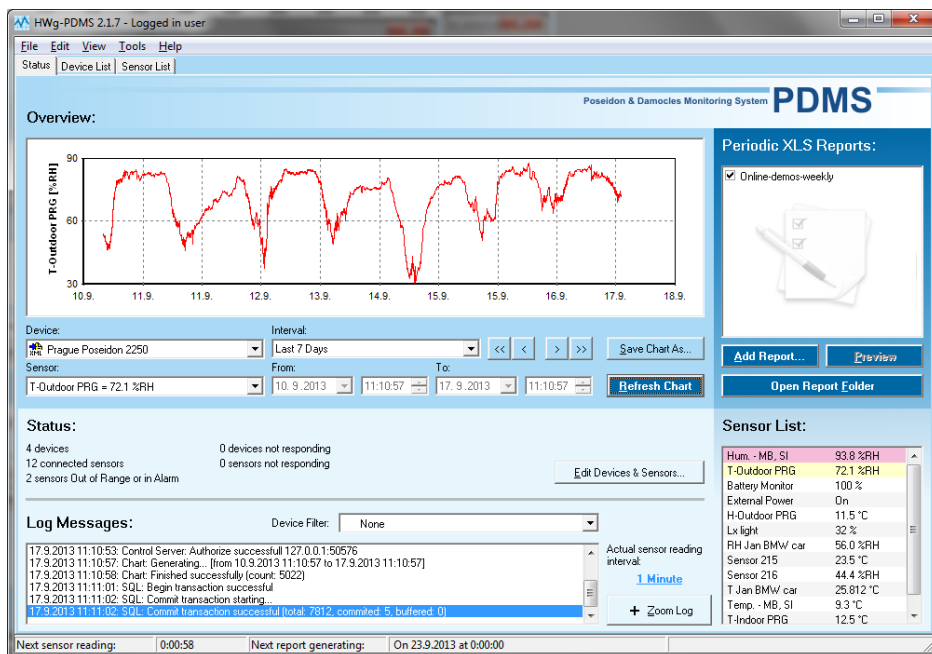 HWg-PDMS 2.1.7 - Logged in user
File Edit View Tools Help
Status Device List Sensor List
Poseidon & Damocles Monitoring System PDMS
Overview:
T-Outdoor PRG [%RH]
90
60
30
10.9. 11.9. 11.9. 12.9. 13.9. 14.9. 15.9. 15.9. 16.9. 17.9. 18.9.
Device: Interval:
XML Prague Poseidon 2250 Last 7 Days << < > >> Save Chart As...
Sensor: From: To:
T-Outdoor PRG = 72.1 %RH 10. 9. 2013 11:10:57 17. 9. 2013 11:10:57 Refresh Chart
Periodic XLS Reports:
Online-demos-weekly
Add Report... Preview
Open Report Folder
Status:
4 devices 0 devices not responding
12 connected sensors 0 sensors not responding
2 sensors Out of Range or in Alarm
Edit Devices & Sensors...
Log Messages: Device Filter: None
17.9.2013 11:10:53: Control Server: Authorize successfull 127.0.0.1:50576
17.9.2013 11:10:57: Chart: Generating... [from 10.9.2013 11:10:57 to 17.9.2013 11:10:57]
17.9.2013 11:10:58: Chart: Finished successfully (count: 5022)
17.9.2013 11:11:01: SQL: Begin transaction successful
17.9.2013 11:11:02: SQL: Commit transaction starting...
17.9.2013 11:11:02: SQL: Commit transaction successful (total: 7812, commited: 5, buffered: 0)
Actual sensor reading
interval:
1 Minute
+ Zoom Log
Sensor List:
Hum. - MB, SI 93.8 %RH
T-Outdoor PRG 72.1 %RH
Battery Monitor 100 %
External Power On
H-Outdoor PRG 11.5 °C
Lx light 32 %
RH Jan BMW car 56.0 %RH
Sensor 215 23.5 °C
Sensor 216 44.4 %RH
T Jan BMW car 25.812 °C
Temp. - MB, SI 9.3 °C
T-Indoor PRG 12.5 °C
Next sensor reading: 0:00:58 Next report generating: On 23.9.2013 at 0:00:00